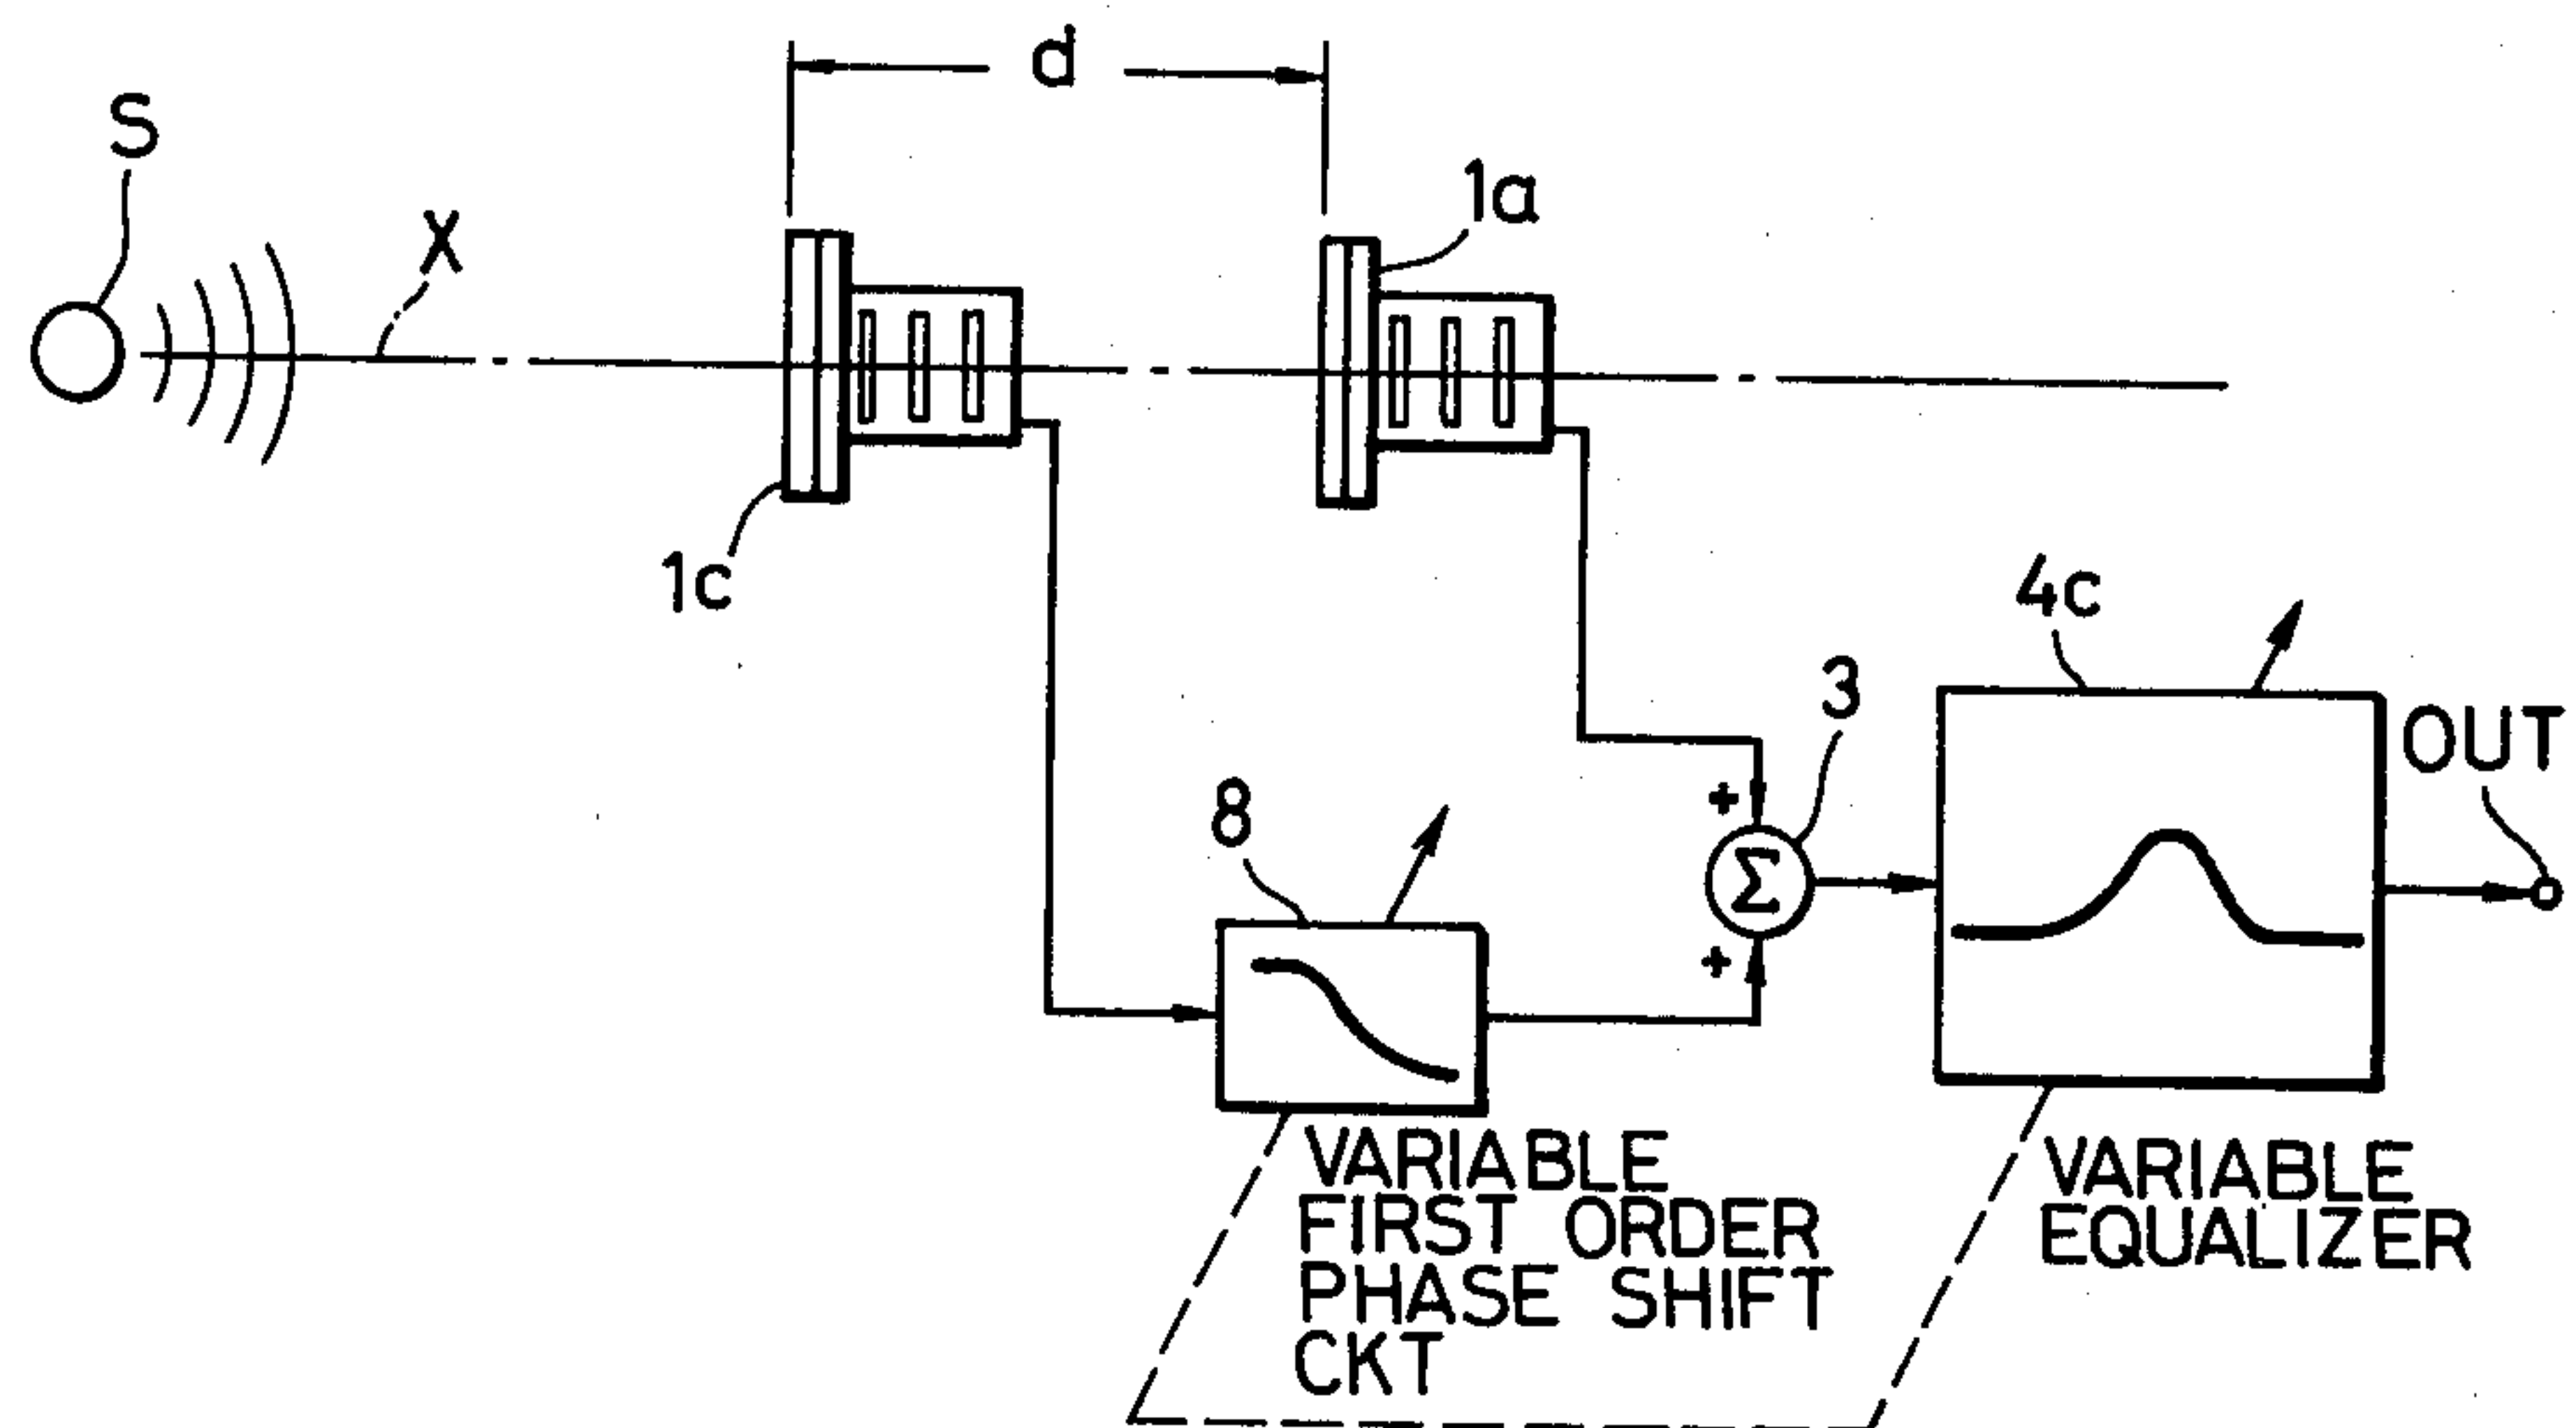 d
S
X
1a
1c
4c
3
OUT
8
+
Σ
+
VARIABLE
FIRST ORDER
PHASE SHIFT
CKT
VARIABLE
EQUALIZER